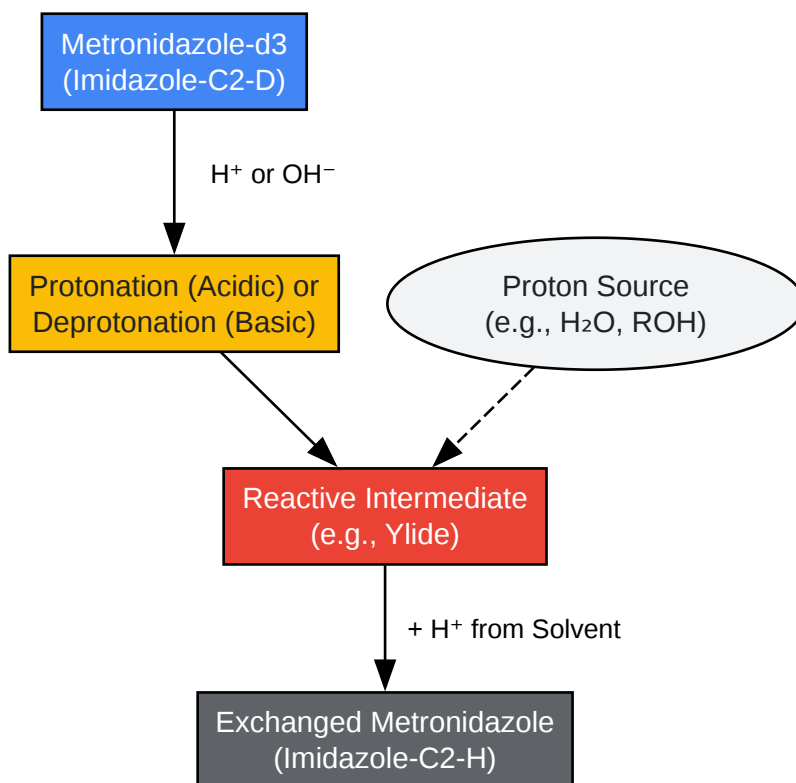 Metronidazole-d3
(Imidazole-C2-D)
H⁺ or OH⁻
Protonation (Acidic) or
Deprotonation (Basic)
Proton Source
(e.g., H₂O, ROH)
Reactive Intermediate
(e.g., Ylide)
+ H⁺ from Solvent
Exchanged Metronidazole
(Imidazole-C2-H)